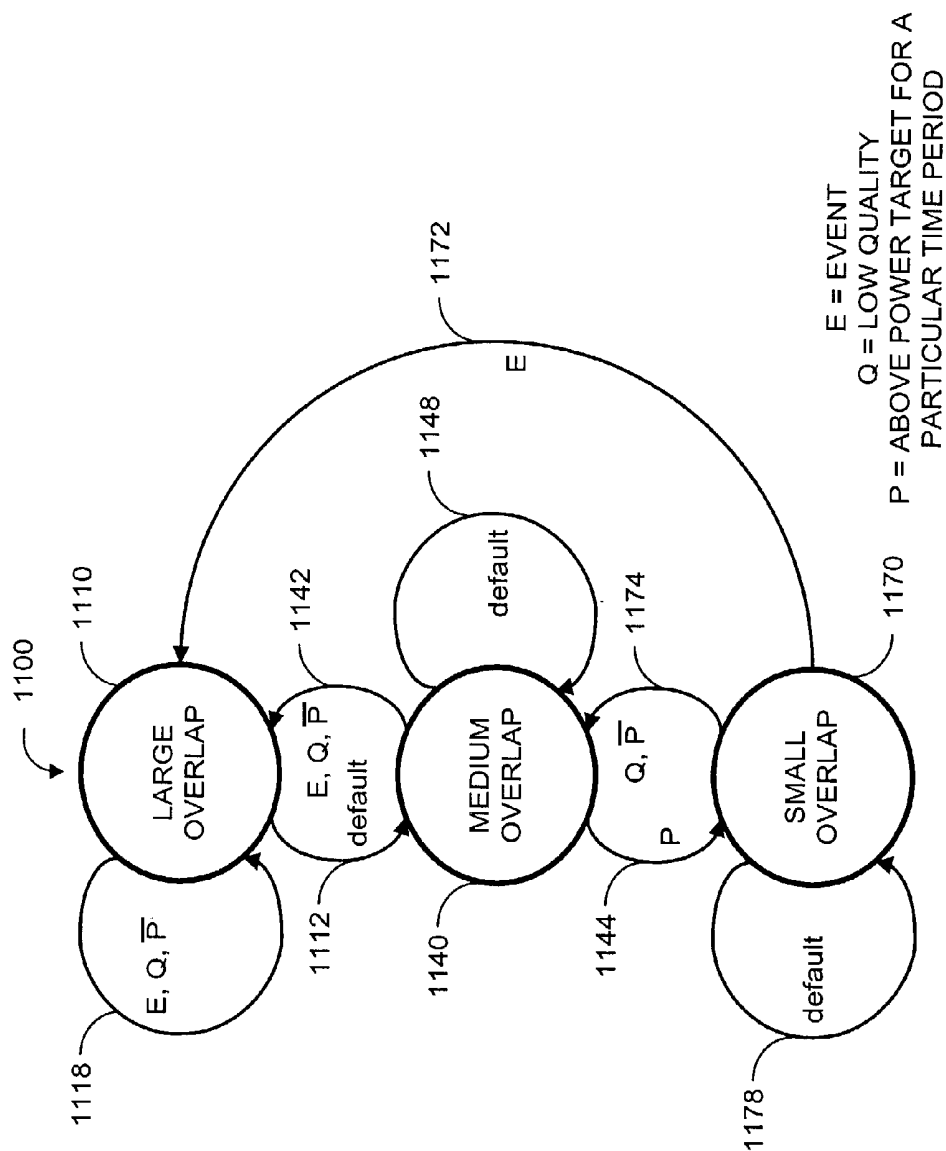 1100
1110
LARGE
OVERLAP
1118
E, Q, P̅
1142
E, Q, P̅
default
1112
1172
E
1140
MEDIUM
OVERLAP
1148
default
1174
Q, P̅
P
1144
1170
SMALL
OVERLAP
1178
default
E = EVENT
Q = LOW QUALITY
P = ABOVE POWER TARGET FOR A
PARTICULAR TIME PERIOD